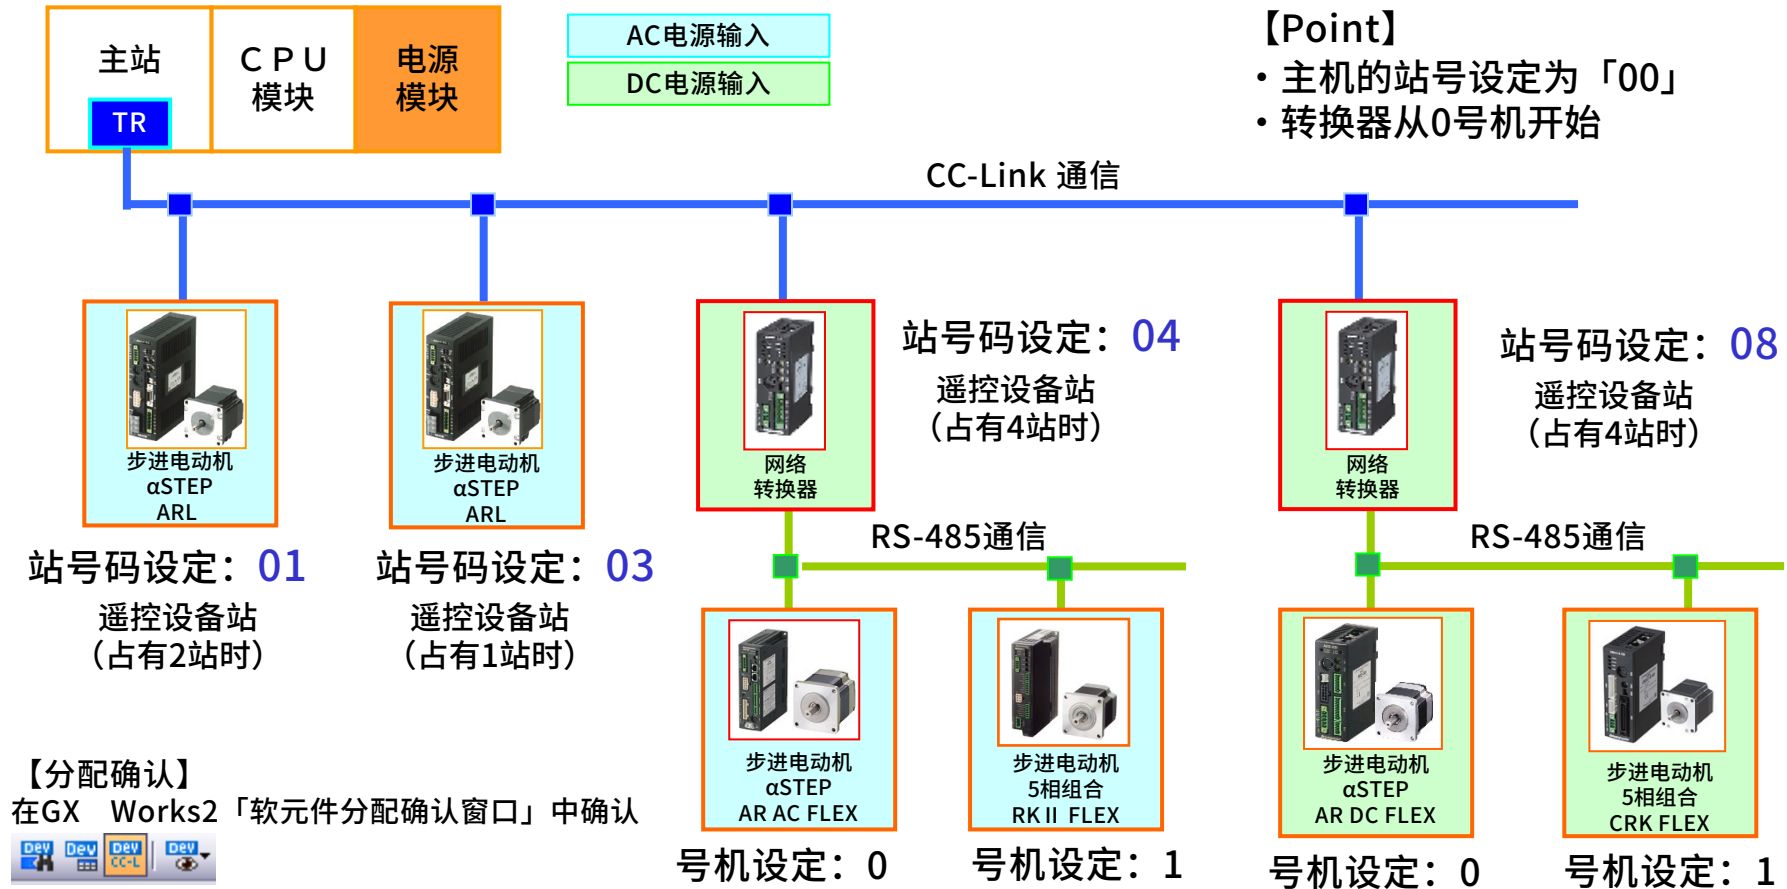 主站
TR
ＣＰＵ
模块
电源
模块
AC电源输入
DC电源输入
【Point】
・主机的站号设定为「00」
・转换器从0号机开始
CC-Link 通信
步进电动机
αSTEP
ARL
站号码设定：01
遥控设备站
（占有2站时）
步进电动机
αSTEP
ARL
站号码设定：03
遥控设备站
（占有1站时）
网络
转换器
站号码设定：04
遥控设备站
（占有4站时）
网络
转换器
站号码设定：08
遥控设备站
（占有4站时）
RS-485通信
RS-485通信
步进电动机
αSTEP
AR AC FLEX
号机设定：0
步进电动机
5相组合
RKⅡ FLEX
号机设定：1
步进电动机
αSTEP
AR DC FLEX
号机设定：0
步进电动机
5相组合
CRK FLEX
号机设定：1
【分配确认】
在GX　Works2「软元件分配确认窗口」中确认
Dev
Dev
Dev
CC-L
Dev